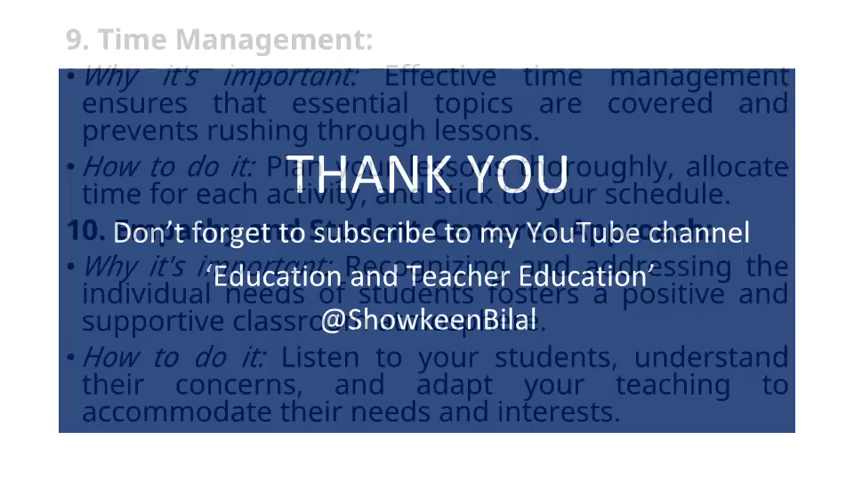 9. Time Management:
• Why it's important: Effective time management
ensures that essential topics are covered and
prevents rushing through lessons.
• How to do it: Plan your lessons thoroughly, allocate
time for each activity, and stick to your schedule.
10. Empathy and Student-Centered Approach:
• Why it's important: Recognizing and addressing the
individual needs of students fosters a positive and
supportive classroom atmosphere.
• How to do it: Listen to your students, understand
their concerns, and adapt your teaching to
accommodate their needs and interests.
THANK YOU
Don’t forget to subscribe to my YouTube channel
‘Education and Teacher Education’
@ShowkeenBilal